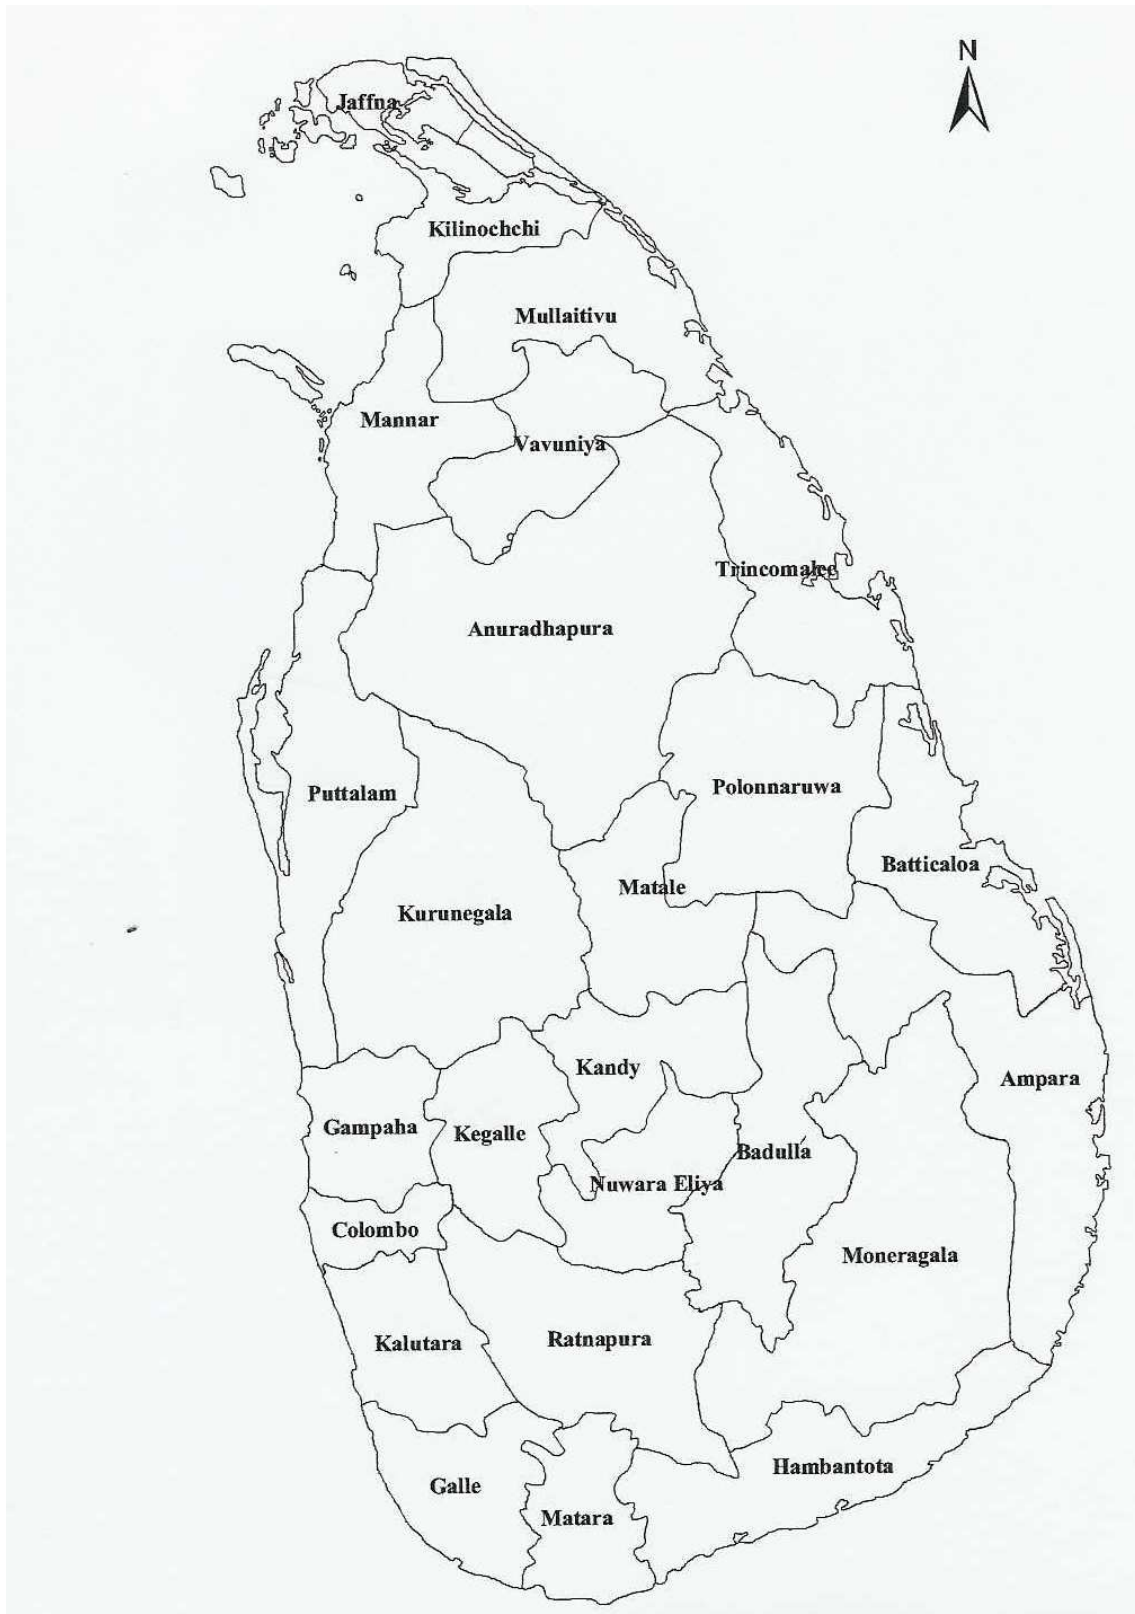 N
Jaffna
Kilinochchi
Mullaitivu
Mannar
Vavuniya
Trincomalee
Anuradhapura
Polonnaruwa
Puttalam
Batticaloa
Matale
Kurunegala
Kandy
Ampara
Gampaha
Kegalle
Badulla
Nuwara Eliya
Colombo
Moneragala
Ratnapura
Kalutara
Hambantota
Galle
Matara